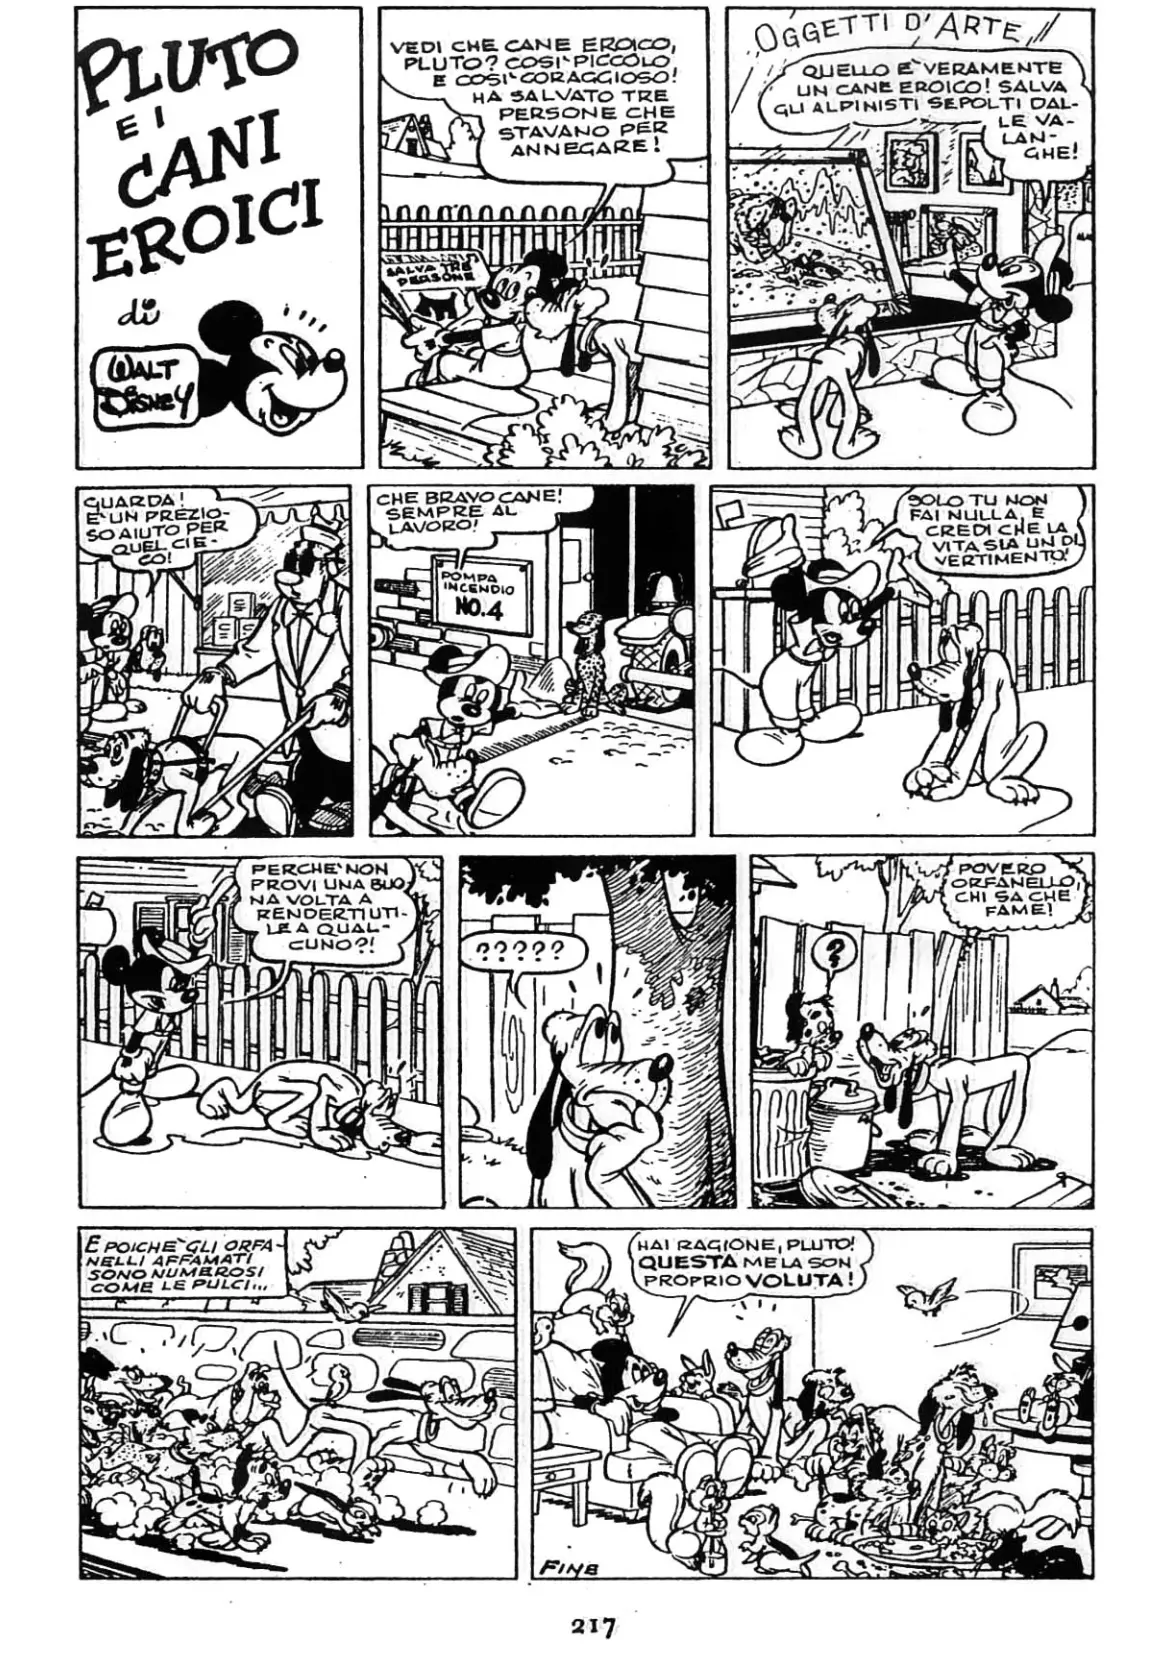 PLUTO
E I
CANI
EROICI
di
WALT
DISNEY
VEDI CHE CANE EROICO,
PLUTO? COSI' PICCOLO
E COSI' CORAGGIOSO!
HA SALVATO TRE
PERSONE CHE
STAVANO PER
ANNEGARE!
SALVA TRE
PERSONE
OGGETTI D'ARTE
QUELLO E' VERAMENTE
UN CANE EROICO! SALVA
GLI ALPINISTI SEPOLTI DAL-
LE VA-
LAN-
GHE!
GUARDA!
E' UN PREZIO-
SO AIUTO PER
QUEL CIE-
CO!
CHE BRAVO CANE!
SEMPRE AL
LAVORO!
POMPA
INCENDIO
NO.4
SOLO TU NON
FAI NULLA, E
CREDI CHE LA
VITA SIA UN DI
VERTIMENTO!
PERCHE' NON
PROVI UNA BUO
NA VOLTA A
RENDERTI UTI-
LE A QUAL-
CUNO?!
?????
?
POVERO
ORFANELLO,
CHI SA CHE
FAME!
E POICHE' GLI ORFA-
NELLI AFFAMATI
SONO NUMEROSI
COME LE PULCI...
HAI RAGIONE, PLUTO!
QUESTA ME LA SON
PROPRIO VOLUTA!
FINE
217